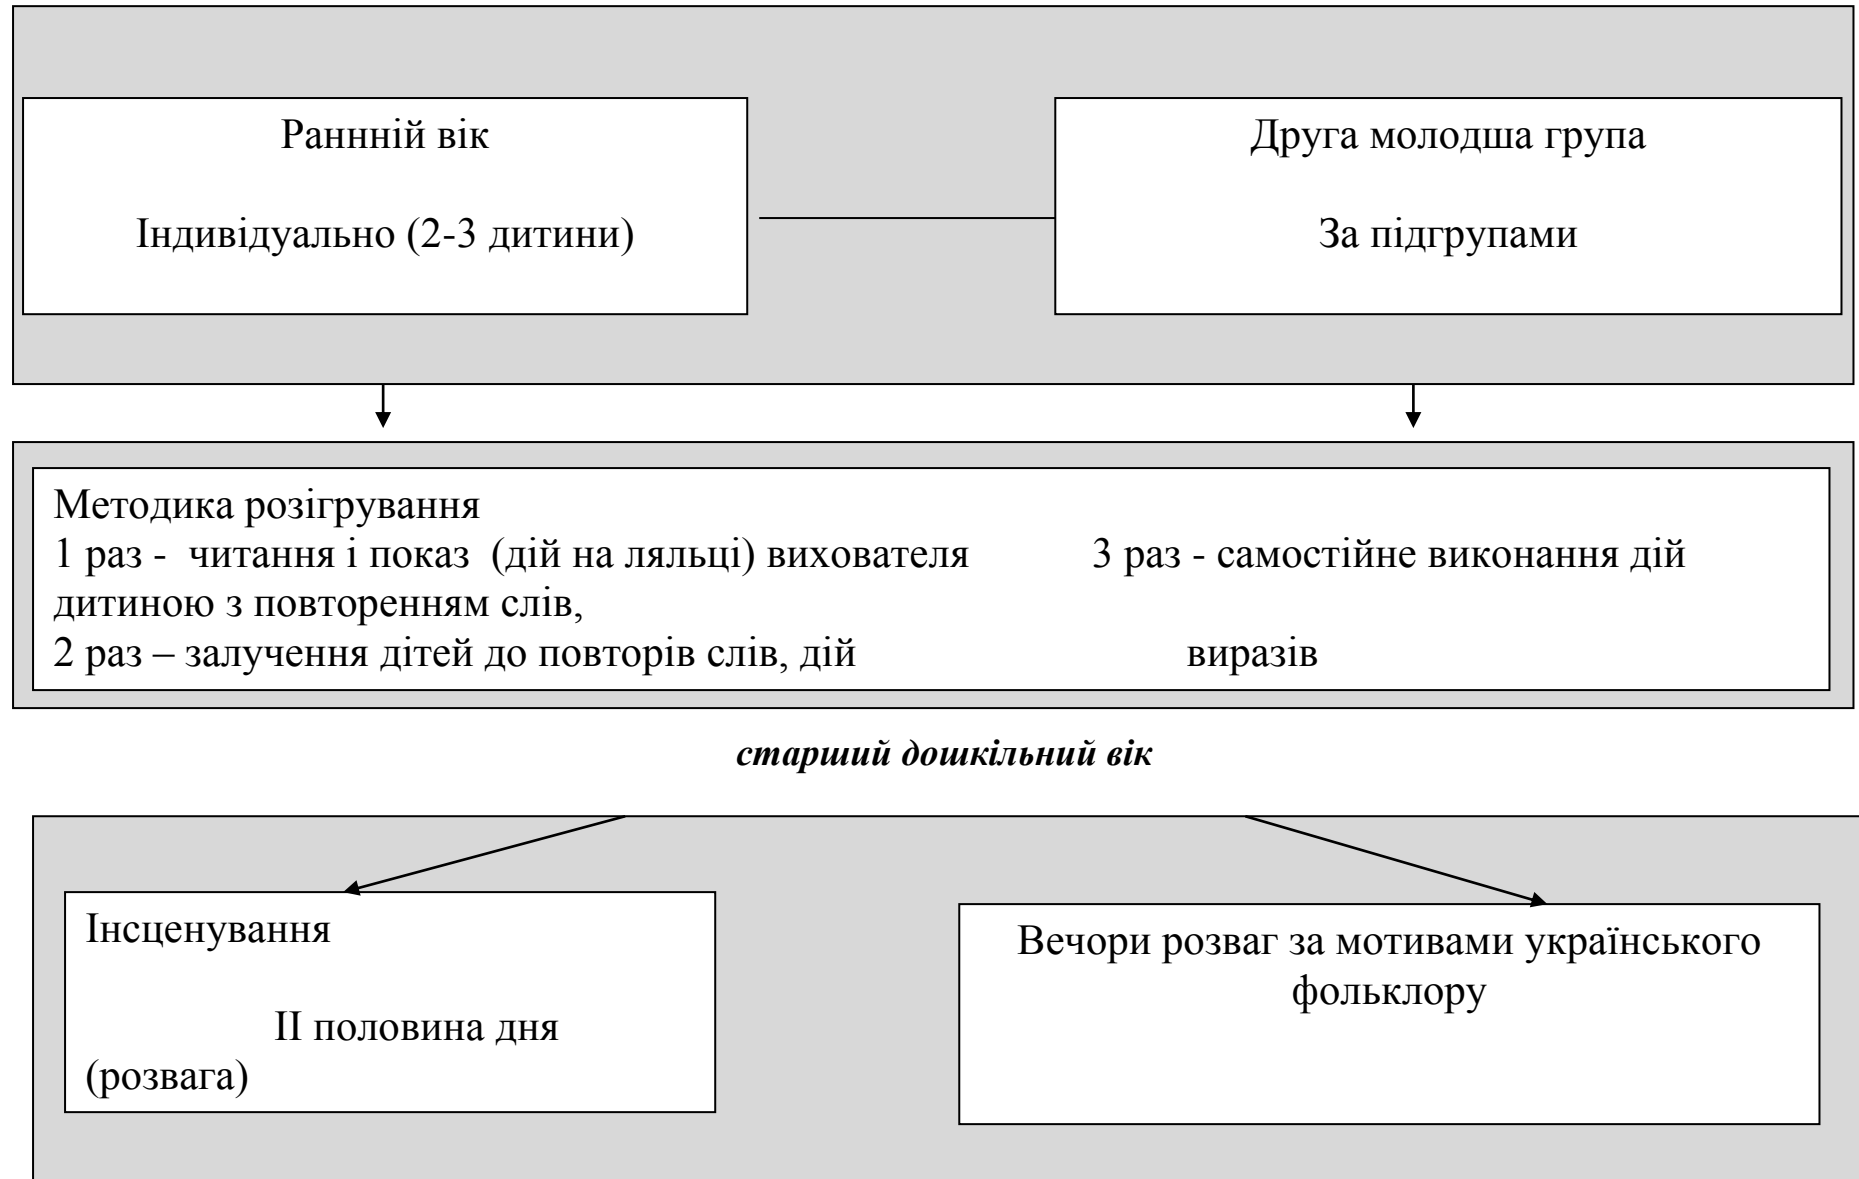 Раннній вік
Індивідуально (2-3 дитини)
Друга молодша група
За підгрупами
Методика розігрування
1 раз - читання і показ (дій на ляльці) вихователя 3 раз - самостійне виконання дій
дитиною з повторенням слів,
2 раз – залучення дітей до повторів слів, дій виразів
старший дошкільний вік
Інсценування
ІІ половина дня
(розвага)
Вечори розваг за мотивами українського
фольклору